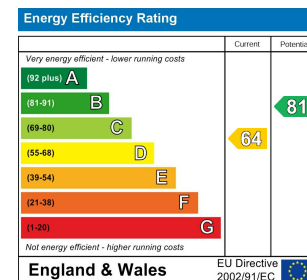 Energy Efficiency Rating
Current Potentia
Very energy efficient - lower running costs
(92 plus) A
(81-91) B 81
(69-80) C
64
(55-68) D
(39-54) E
(21-38) F
(1-20) G
Not energy efficient - higher running costs
England & Wales EU Directive
2002/91/EC